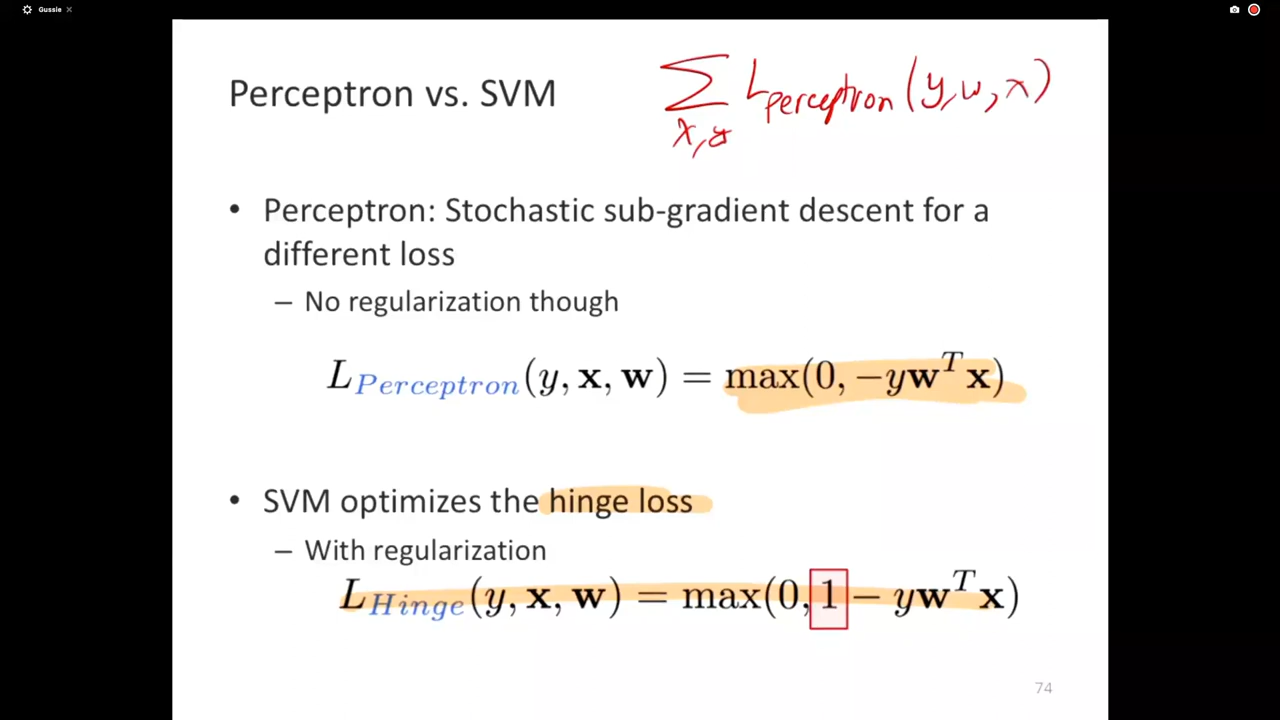 Gussie ×
Perceptron vs. SVM
∑ L perceptron (y, w, x)
x, y
• Perceptron: Stochastic sub-gradient descent for a
different loss
– No regularization though
L_Perceptron(y, x, w) = max(0, −yw^T x)
• SVM optimizes the hinge loss
– With regularization
L_Hinge(y, x, w) = max(0, 1 − yw^T x)
74